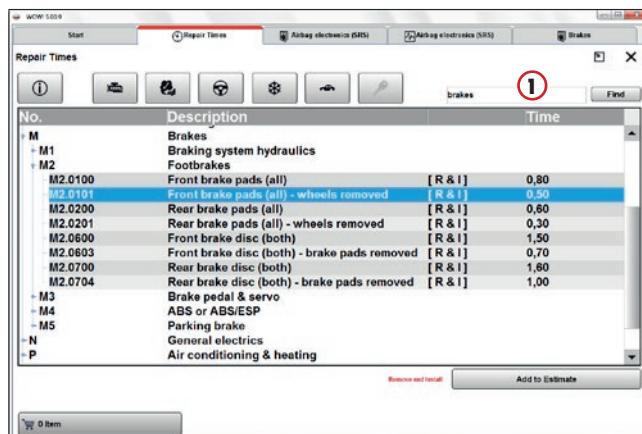 WOW! 5.00.9
Start Repair Times Airbag electronics (SRS) Airbag electronics (SRS) Brakes
Repair Times
brakes 1 Find
No. Description Time
M Brakes
M1 Braking system hydraulics
M2 Footbrakes
M2.0100 Front brake pads (all) [ R & I ] 0,80
M2.0101 Front brake pads (all) - wheels removed [ R & I ] 0,50
M2.0200 Rear brake pads (all) [ R & I ] 0,60
M2.0201 Rear brake pads (all) - wheels removed [ R & I ] 0,30
M2.0600 Front brake disc (both) [ R & I ] 1,50
M2.0603 Front brake disc (both) - brake pads removed [ R & I ] 0,70
M2.0700 Rear brake disc (both) [ R & I ] 1,60
M2.0704 Rear brake disc (both) - brake pads removed [ R & I ] 1,00
M3 Brake pedal & servo
M4 ABS or ABS/ESP
M5 Parking brake
N General electrics
P Air conditioning & heating
Remove and Install Add to Estimate
0 Item